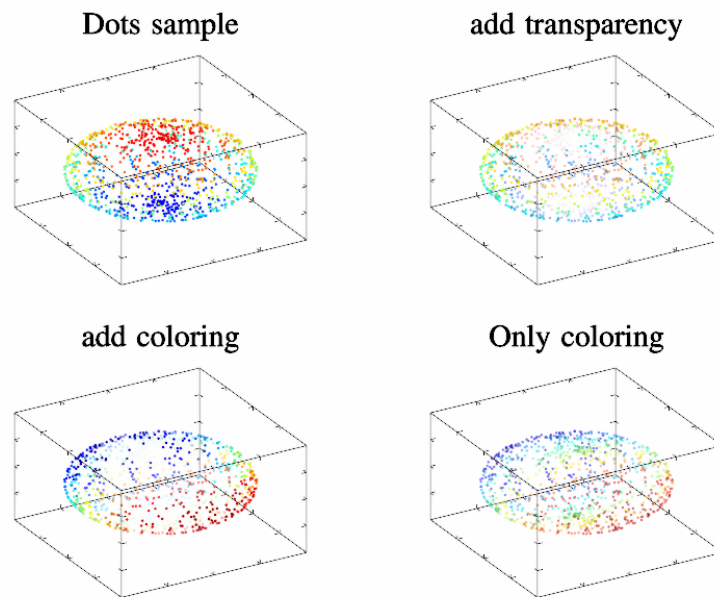 Dots sample
add transparency
add coloring
Only coloring